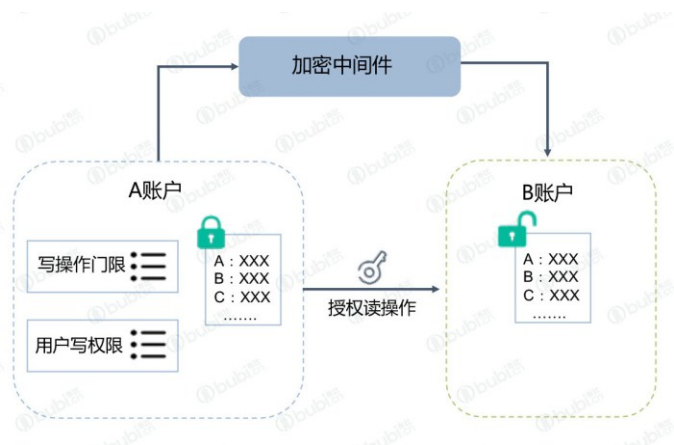 加密中间件
A账户
写操作门限
用户写权限
A：XXX
B：XXX
C：XXX
.......
授权读操作
B账户
A：XXX
B：XXX
C：XXX
.......
bubi